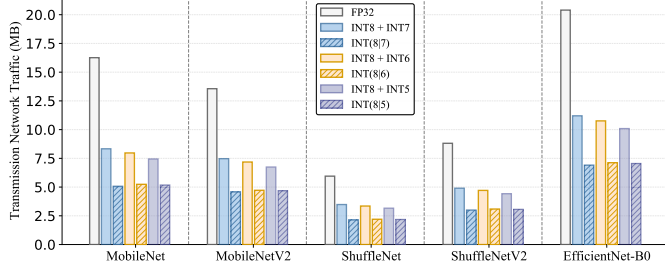 Transmission Network Traffic (MB)
20.0
17.5
15.0
12.5
10.0
7.5
5.0
2.5
0.0
FP32
INT8 + INT7
INT(8|7)
INT8 + INT6
INT(8|6)
INT8 + INT5
INT(8|5)
MobileNet
MobileNetV2
ShuffleNet
ShuffleNetV2
EfficientNet-B0